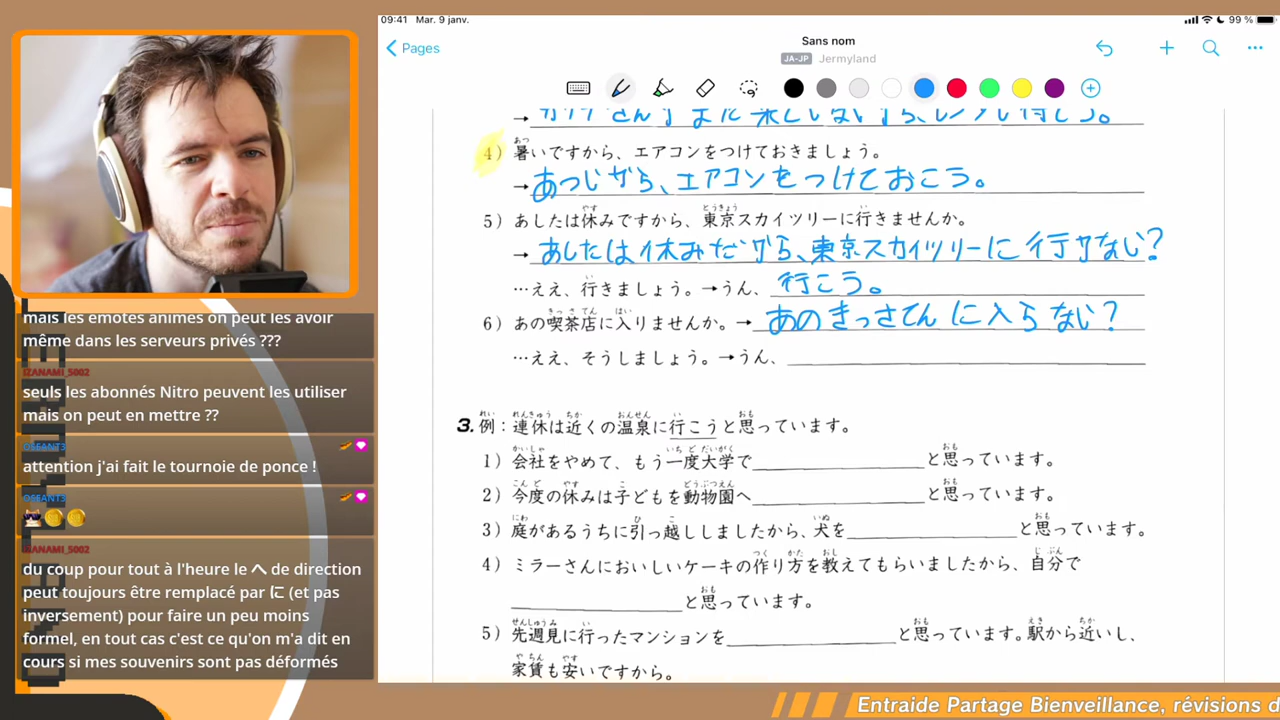 09:41 Mar. 9 janv.
99 %
Pages
Sans nom
JA-JP Jermyland
4）暑いですから、エアコンをつけておきましょう。
→あついから、エアコンをつけておこう。
5）あしたは休みですから、東京スカイツリーに行きませんか。
→あしたは休みだから、東京スカイツリーに行かない?
…ええ、行きましょう。→うん、行こう。
6）あの喫茶店に入りませんか。→あのきっさてんに入らない?
…ええ、そうしましょう。→うん、
3. 例：連休は近くの温泉に行こうと思っています。
1）会社をやめて、もう一度大学で と思っています。
2）今度の休みは子どもを動物園へ と思っています。
3）庭があるうちに引っ越ししましたから、犬を と思っています。
4）ミラーさんにおいしいケーキの作り方を教えてもらいましたから、自分で
と思っています。
5）先週見に行ったマンションを と思っています。駅から近いし、
家賃も安いですから。
mais les emotes animés on peut les avoir
même dans les serveurs privés ???
IZANAMI_5002
seuls les abonnés Nitro peuvent les utiliser
mais on peut en mettre ??
OSFANT3
attention j'ai fait le tournoie de ponce !
OSFANT3
IZANAMI_5002
du coup pour tout à l'heure le へ de direction
peut toujours être remplacé par に (et pas
inversement) pour faire un peu moins
formel, en tout cas c'est ce qu'on m'a dit en
cours si mes souvenirs sont pas déformés
Entraide Partage Bienveillance, révisions d